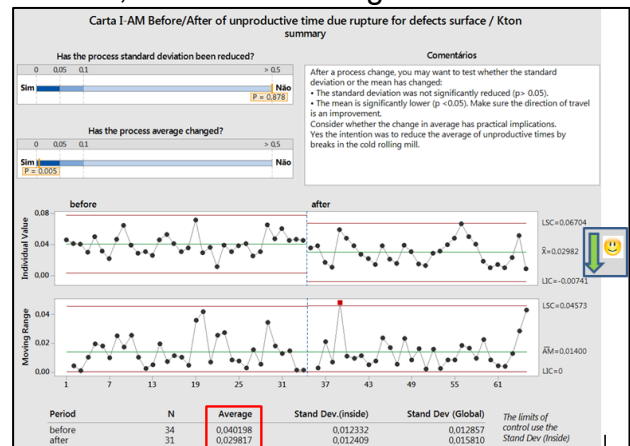 Carta I-AM Before/After of unproductive time due rupture for defects surface / Kton
summary
Has the process standard deviation been reduced?
0 0,05 0,1 > 0,5
Sim Não
P = 0,878
Has the process average changed?
0 0,05 0,1 > 0,5
Sim Não
P = 0,005
Comentários
After a process change, you may want to test whether the standard
deviation or the mean has changed:
• The standard deviation was not significantly reduced (p> 0.05).
• The mean is significantly lower (p <0.05). Make sure the direction of travel
is an improvement.
Consider whether the change in average has practical implications.
Yes the intention was to reduce the average of unproductive times by
breaks in the cold rolling mill.
before after
Individual Value
0,08
0,04
0,00
LSC=0.06704
X̄=0.02982
LIC=-0.00741
Moving Range
0,04
0,02
0,00
LSC=0.04573
AM=0.01400
LIC=0
1 7 13 19 25 31 37 43 49 55 61
Period N Average Stand Dev.(inside) Stand Dev (Global)
before 34 0,040198 0,012332 0,012857
after 31 0,029817 0,012409 0,015810
The limits of
control use the
Stand Dev (Inside)